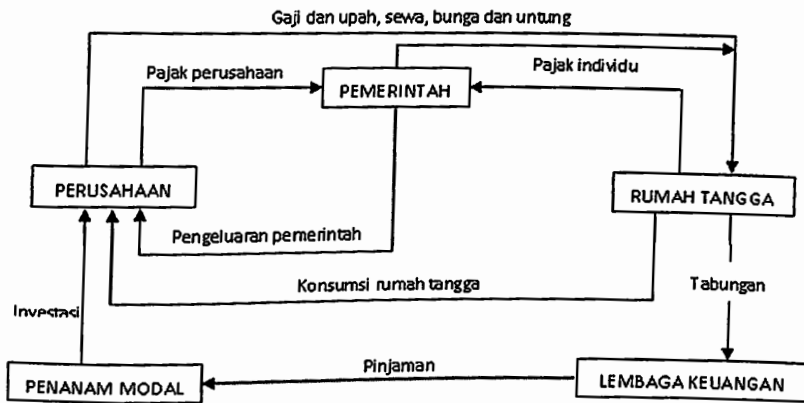 Gaji dan upah, sewa, bunga dan untung
Pajak perusahaan
PEMERINTAH
Pajak individu
PERUSAHAAN
RUMAH TANGGA
Pengeluaran pemerintah
Konsumsi rumah tangga
Tabungan
Investasi
Pinjaman
PENANAM MODAL
LEMBAGA KEUANGAN